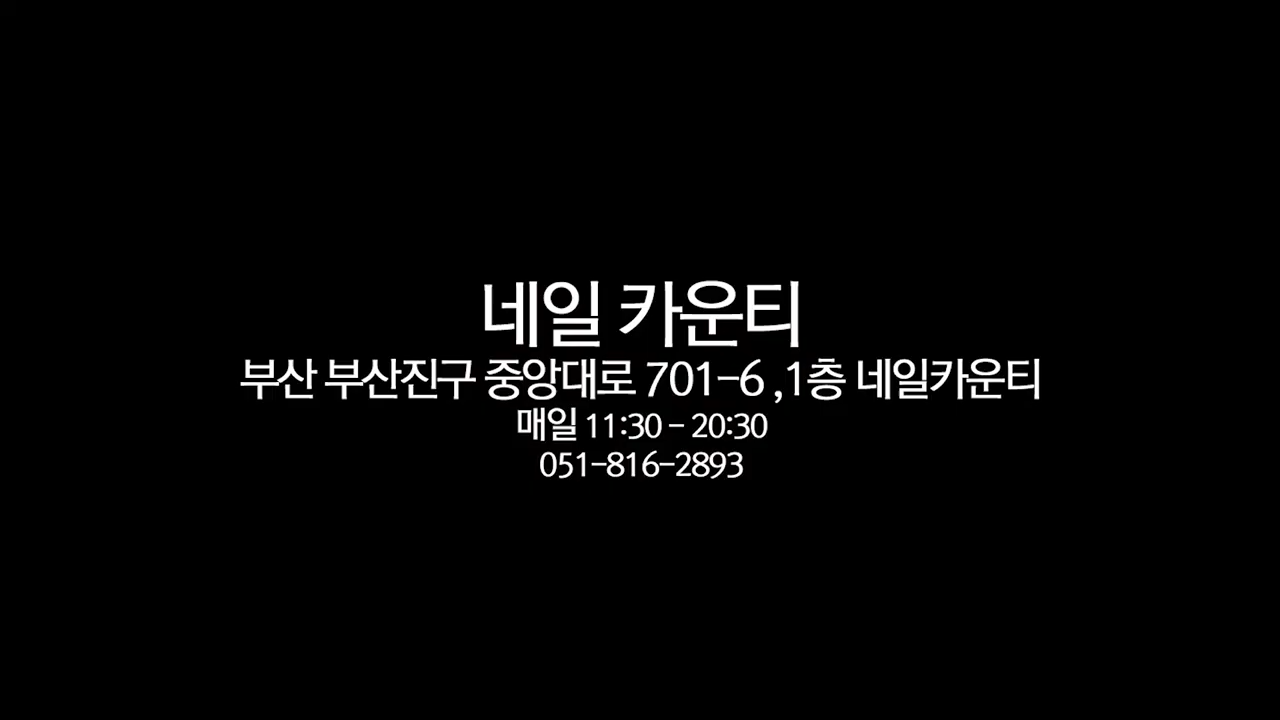 네일 카운티
부산 부산진구 중앙대로 701-6 ,1층 네일카운티
매일 11:30 - 20:30
051-816-2893